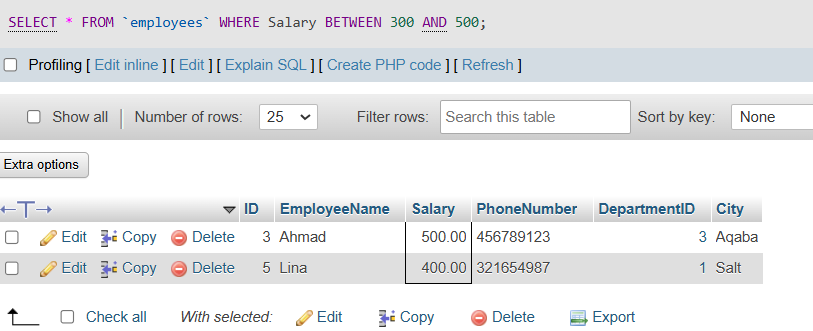 SELECT * FROM `employees` WHERE Salary BETWEEN 300 AND 500;
Profiling [ Edit inline ] [ Edit ] [ Explain SQL ] [ Create PHP code ] [ Refresh ]
Show all Number of rows: 25 Filter rows: Search this table Sort by key: None
Extra options
←T→ ID EmployeeName Salary PhoneNumber DepartmentID City
Edit Copy Delete 3 Ahmad 500.00 456789123 3 Aqaba
Edit Copy Delete 5 Lina 400.00 321654987 1 Salt
Check all With selected: Edit Copy Delete Export